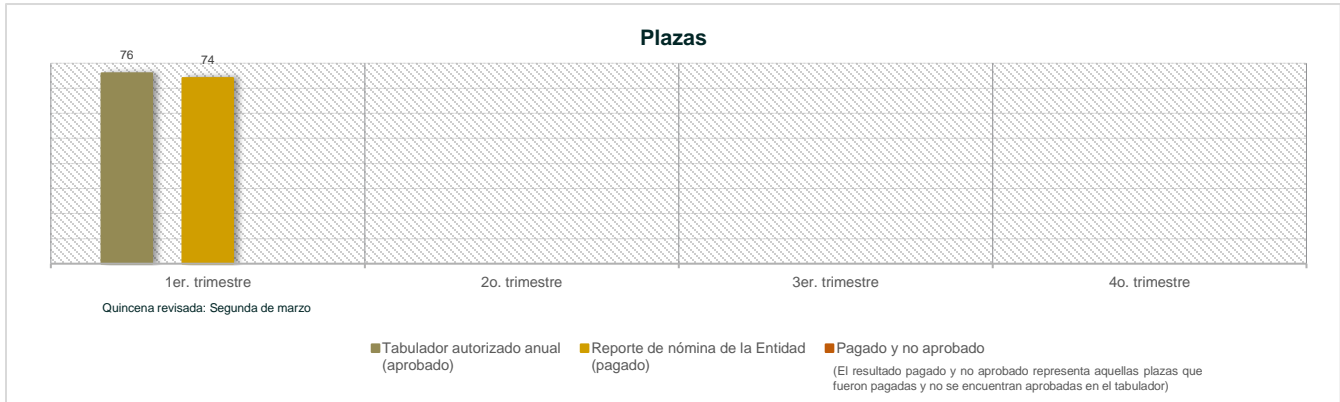 Plazas
76
74
1er. trimestre
2o. trimestre
3er. trimestre
4o. trimestre
Quincena revisada: Segunda de marzo
Tabulador autorizado anual
(aprobado)
Reporte de nómina de la Entidad
(pagado)
Pagado y no aprobado
(El resultado pagado y no aprobado representa aquellas plazas que
fueron pagadas y no se encuentran aprobadas en el tabulador)